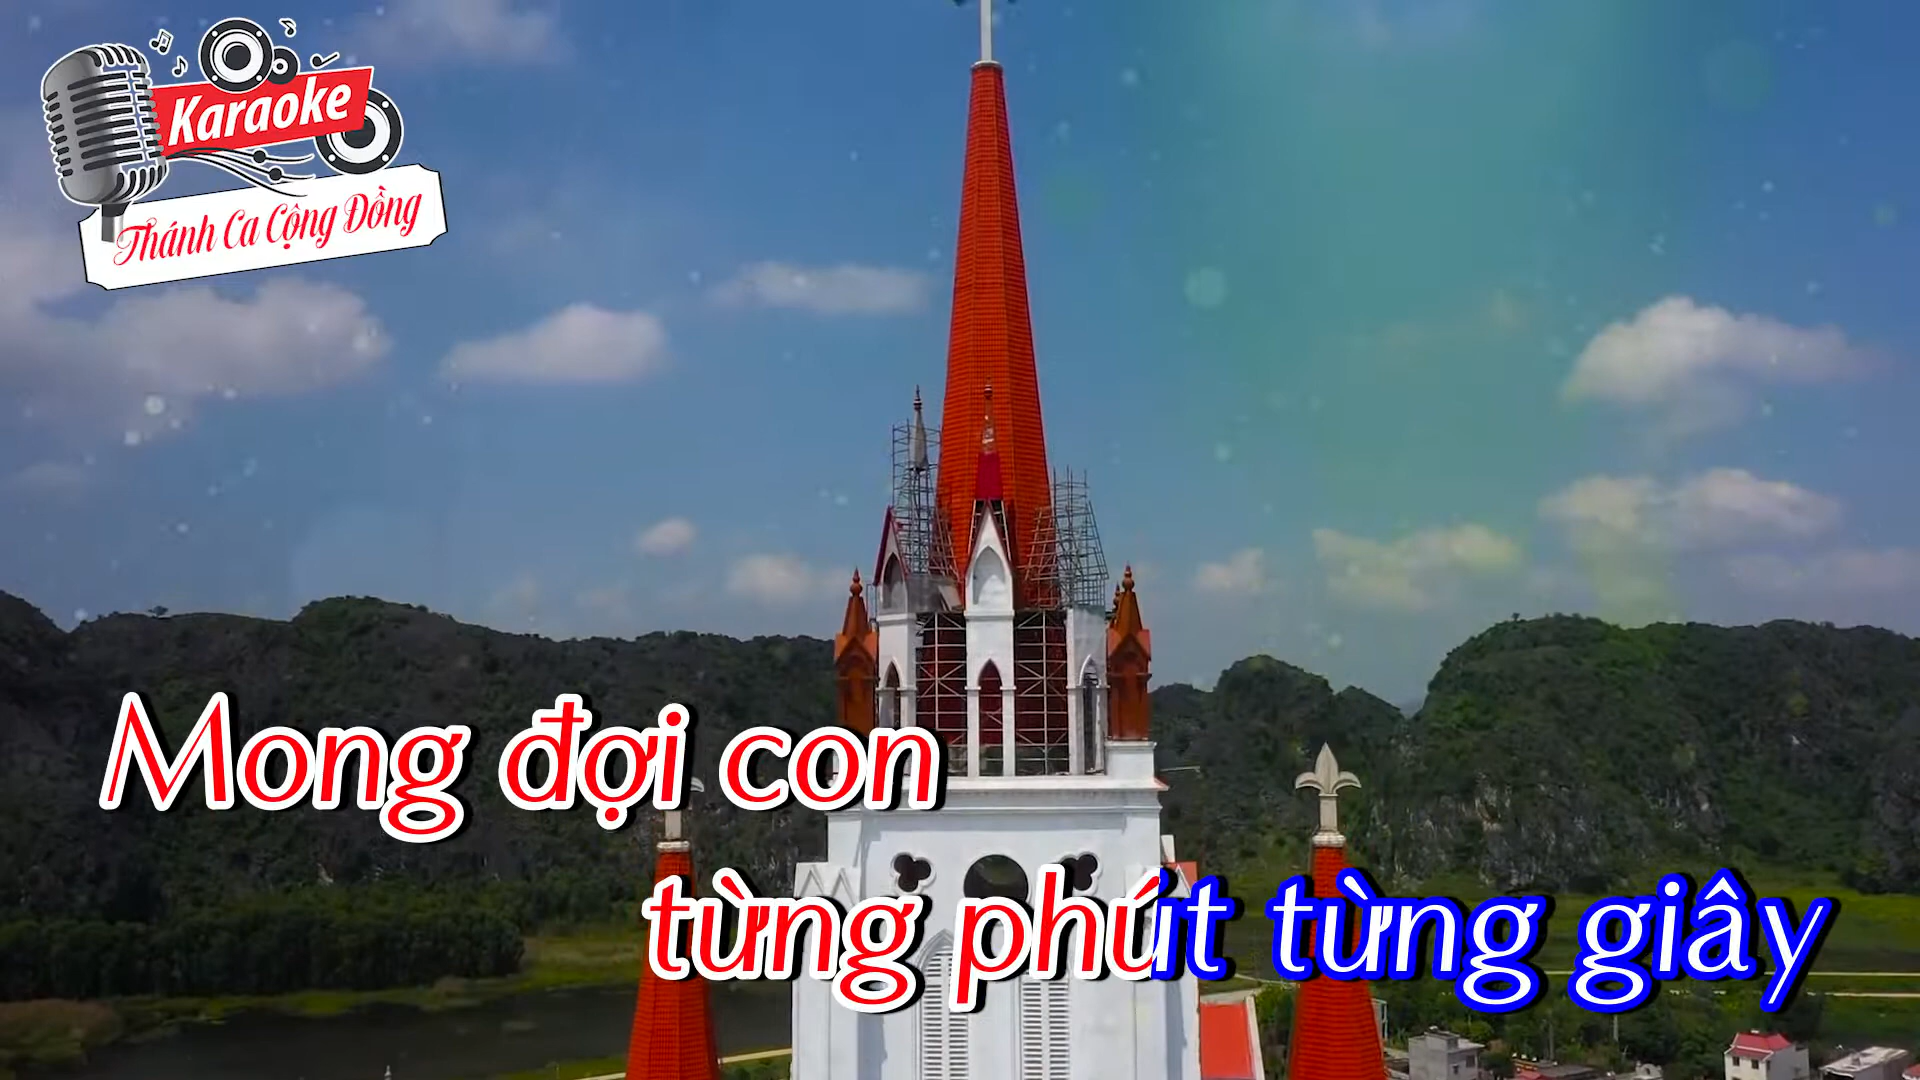 Karaoke
Thánh Ca Cộng Đồng
Mong đợi con
từng phút từng giây